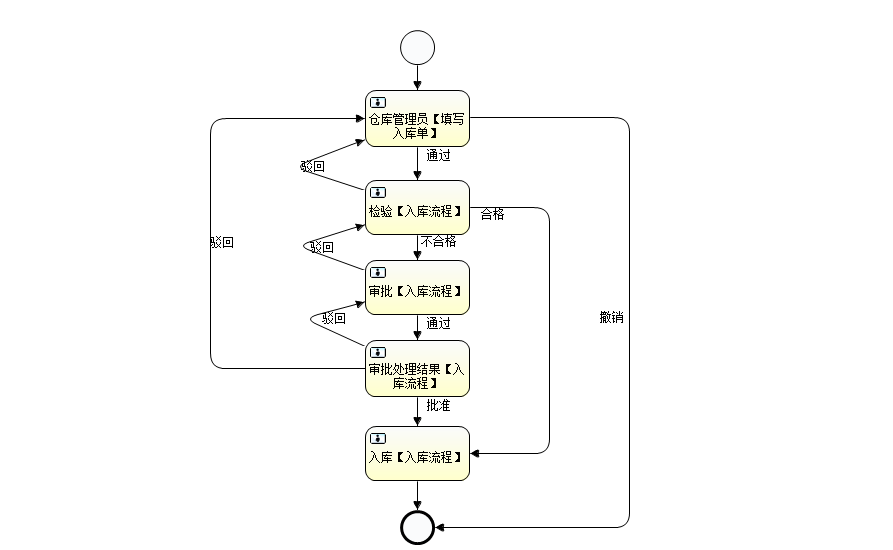 仓库管理员【填写
入库单】
通过
驳回
检验【入库流程】
合格
不合格
驳回
驳回
审批【入库流程】
撤销
驳回
通过
审批处理结果【入
库流程】
批准
入库【入库流程】